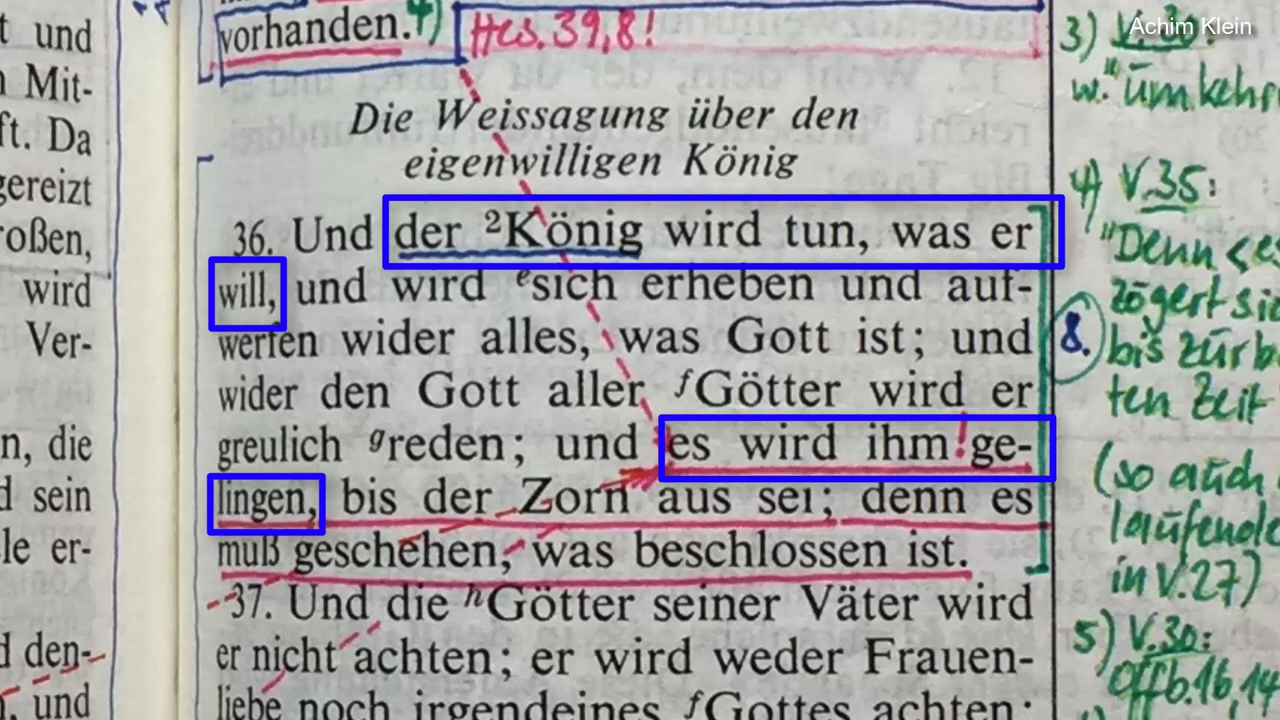 Achim Klein
t und
n Mit-
ft. Da
gereizt
roßen,
wird
Ver-
n, die
d sein
le er-
d den-
, und
vorhanden. 4)
Hes. 39,8!
Die Weissagung über den
eigenwilligen König
36. Und der ²König wird tun, was er
will, und wird ᵉsich erheben und auf-
werfen wider alles, was Gott ist; und
wider den Gott aller ᶠGötter wird er
greulich ᵍreden; und es wird ihm! ge-
lingen, bis der Zorn aus sei; denn es
muß geschehen, was beschlossen ist.
37. Und die ʰGötter seiner Väter wird
er nicht achten; er wird weder Frauen-
liebe noch irgendeines ᶠGottes achten;
3) V.30:
w. "umkehr
4) V.35:
"Denn
zögert sic
8. bis zur b
ten Zeit
(so auch
laufende
in V.27)
5) V.30:
Offb.16,14